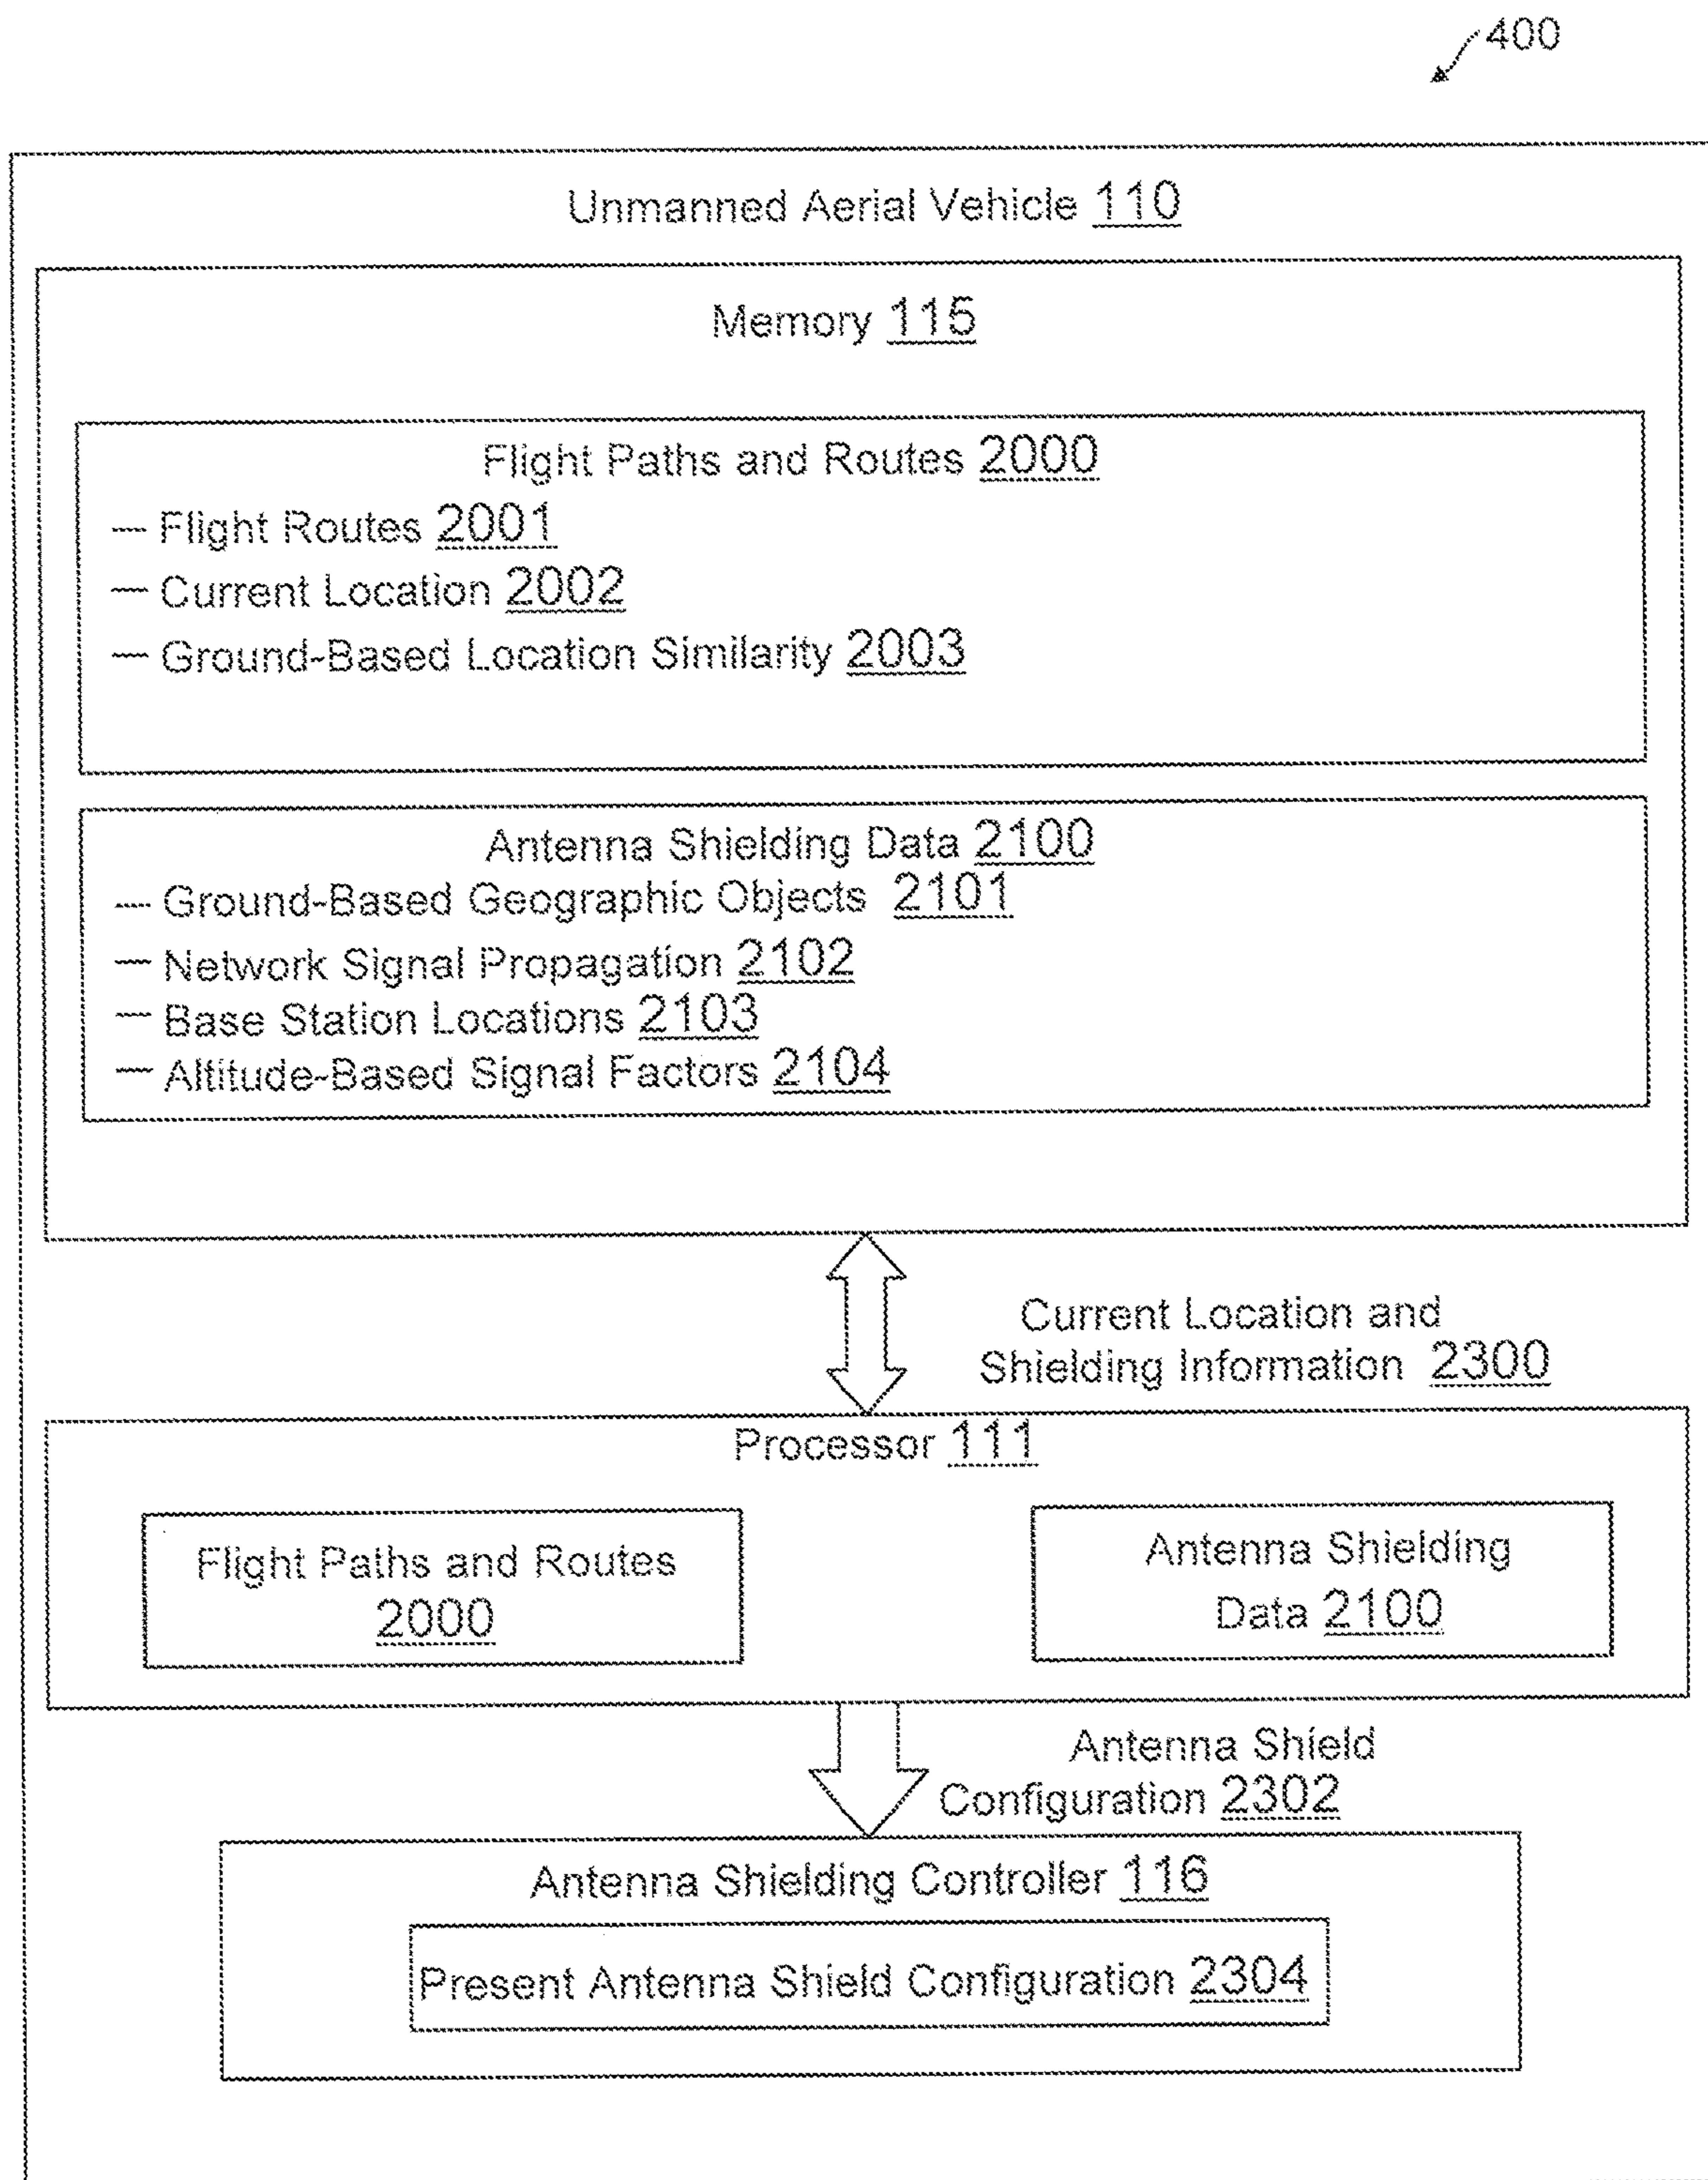 400
Unmanned Aerial Vehicle 110
Memory 115
Flight Paths and Routes 2000
— Flight Routes 2001
— Current Location 2002
— Ground-Based Location Similarity 2003
Antenna Shielding Data 2100
— Ground-Based Geographic Objects 2101
— Network Signal Propagation 2102
— Base Station Locations 2103
— Altitude-Based Signal Factors 2104
Current Location and
Shielding Information 2300
Processor 111
Flight Paths and Routes
2000
Antenna Shielding
Data 2100
Antenna Shield
Configuration 2302
Antenna Shielding Controller 116
Present Antenna Shield Configuration 2304